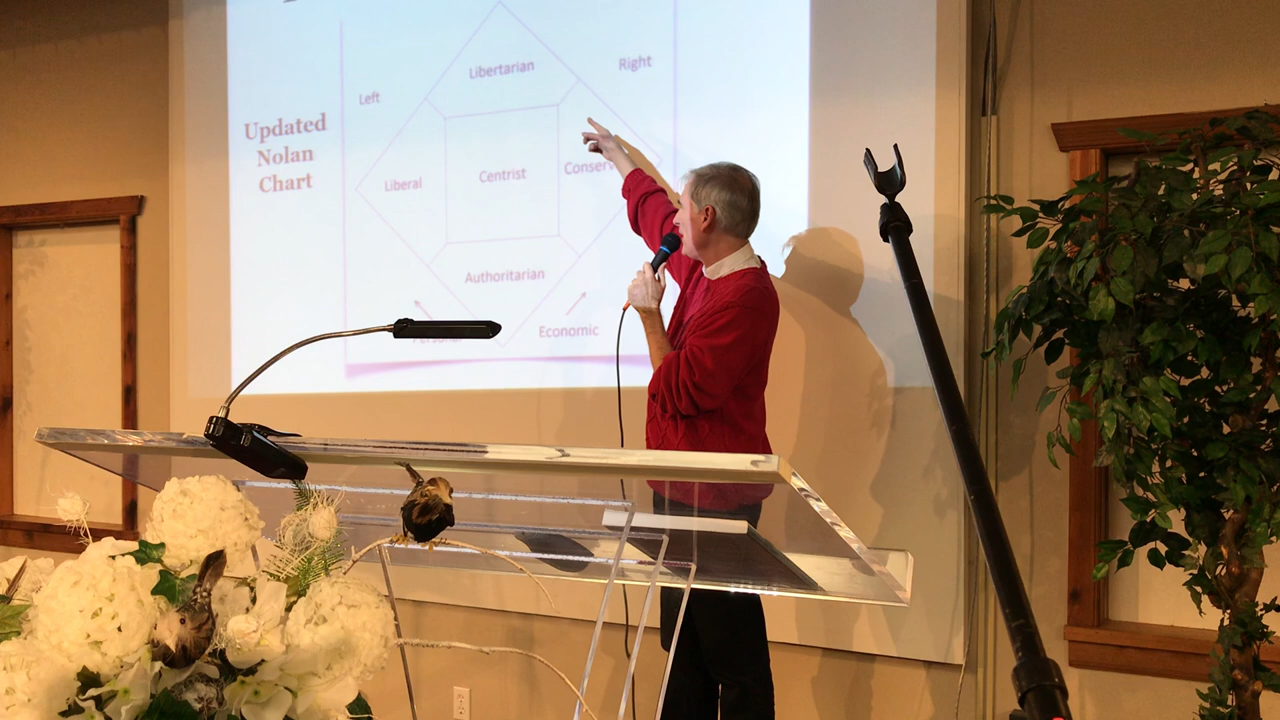 Libertarian
Right
Left
Updated
Nolan
Chart
Liberal
Centrist
Authoritarian
Economic